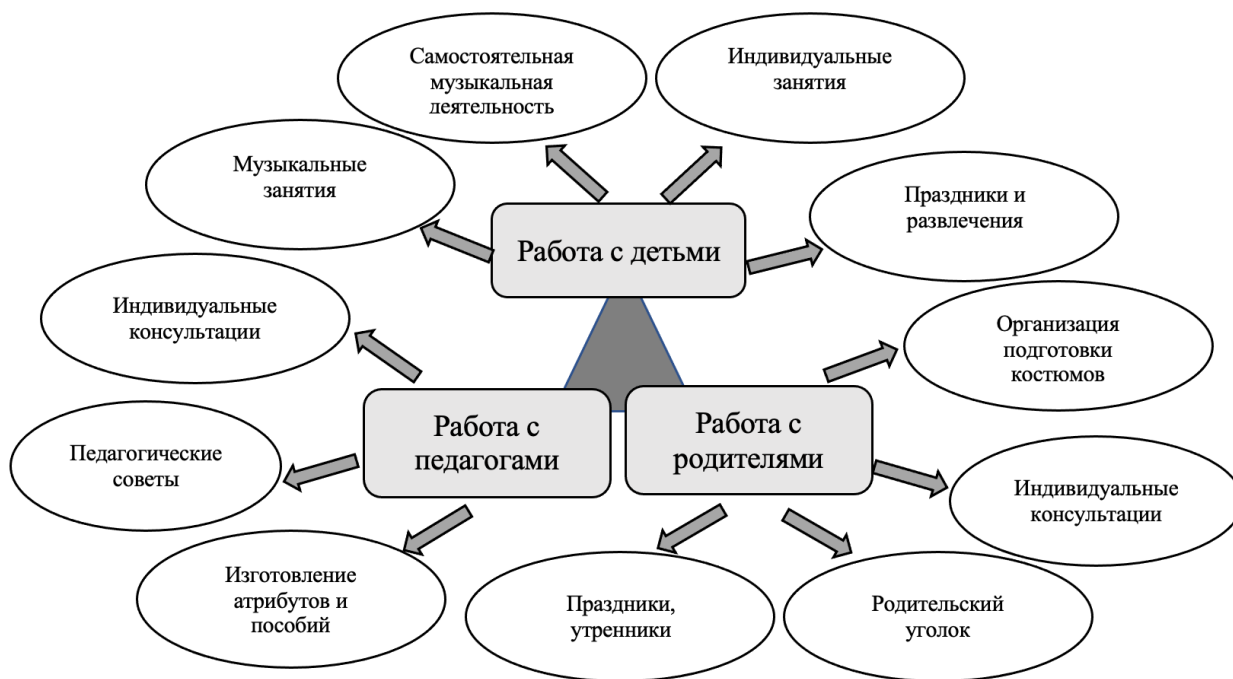 Самостоятельная
музыкальная
деятельность
Индивидуальные
занятия
Музыкальные
занятия
Праздники и
развлечения
Работа с детьми
Индивидуальные
консультации
Организация
подготовки
костюмов
Работа с
педагогами
Работа с
родителями
Педагогические
советы
Индивидуальные
консультации
Изготовление
атрибутов и
пособий
Праздники,
утренники
Родительский
уголок